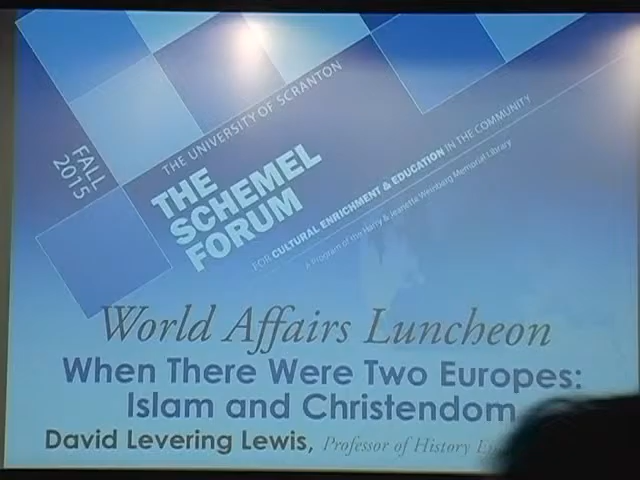 FALL
2015
THE UNIVERSITY OF SCRANTON
THE
SCHEMEL
FORUM
FOR CULTURAL ENRICHMENT & EDUCATION IN THE COMMUNITY
A Program of the Harry & Jeanette Weinberg Memorial Library
World Affairs Luncheon
When There Were Two Europes:
Islam and Christendom
David Levering Lewis, Professor of History